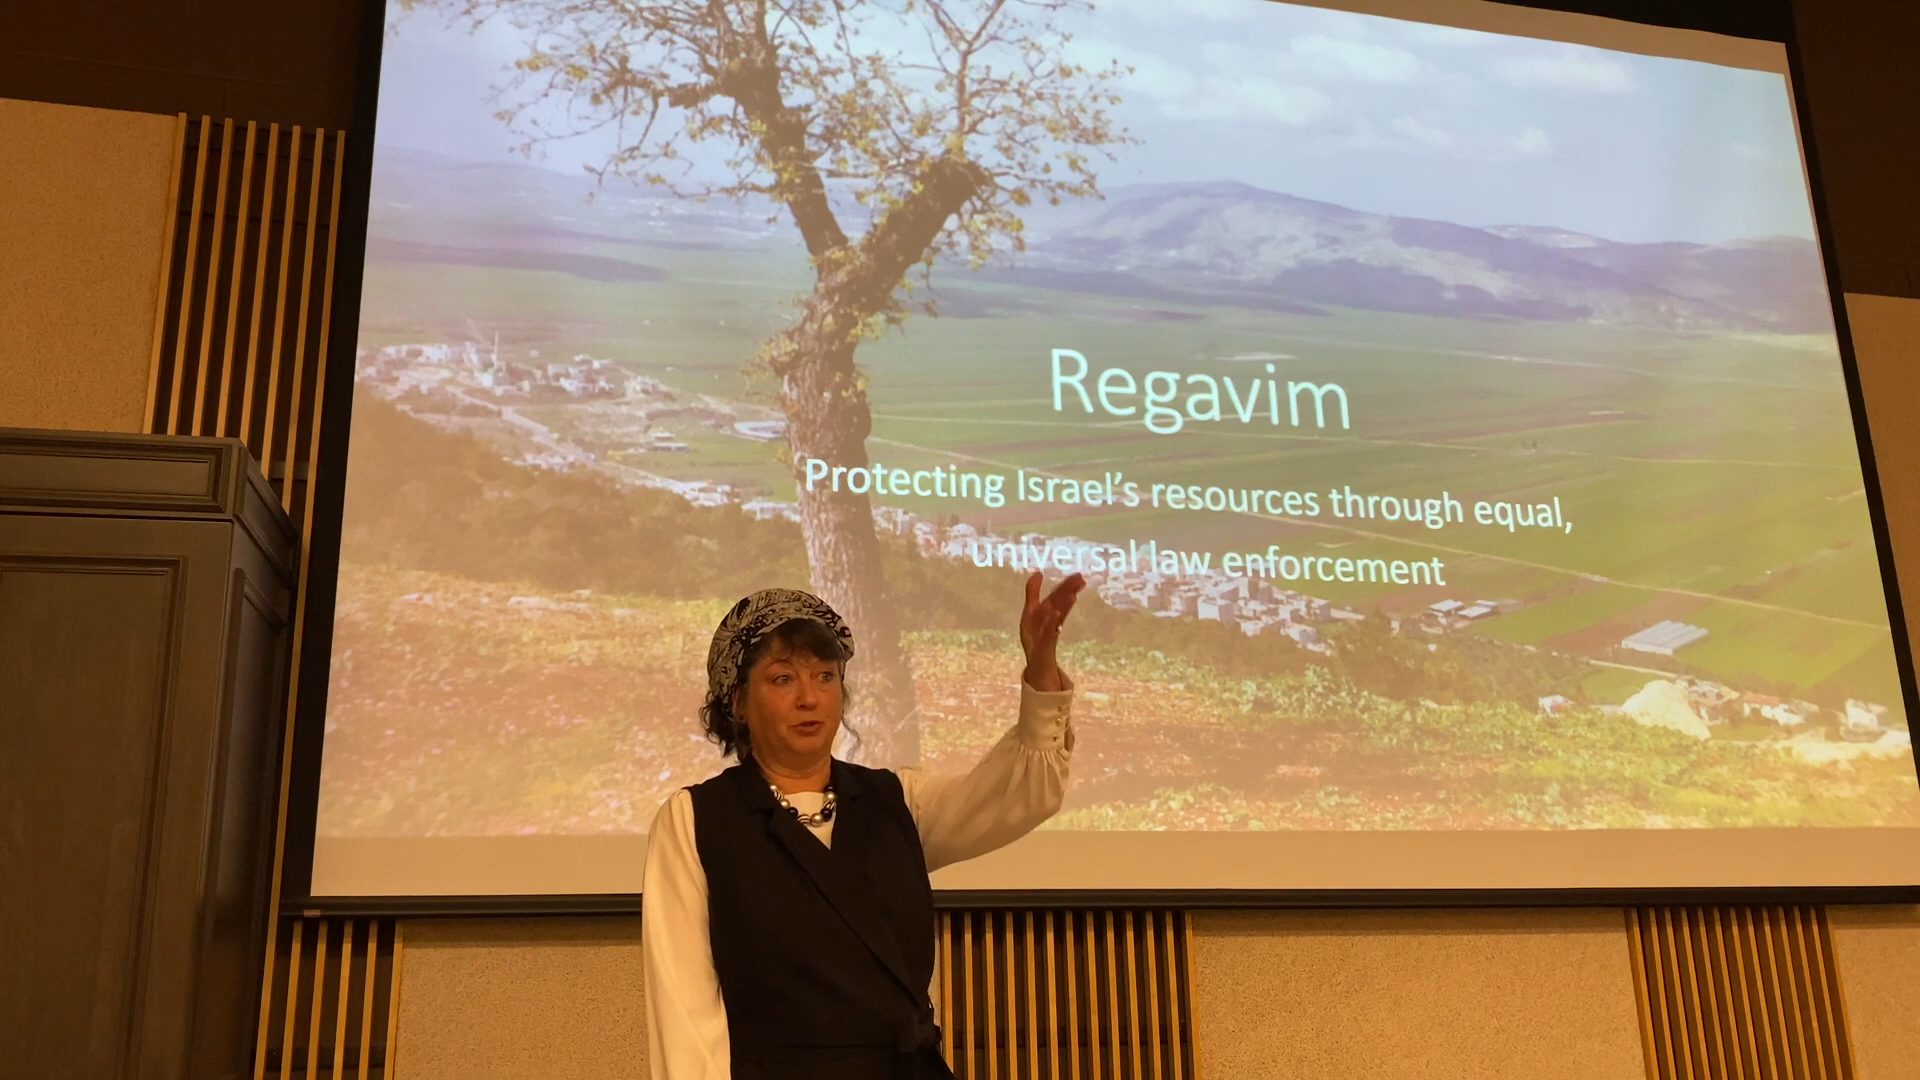 Regavim
Protecting Israel's resources through equal,
universal law enforcement